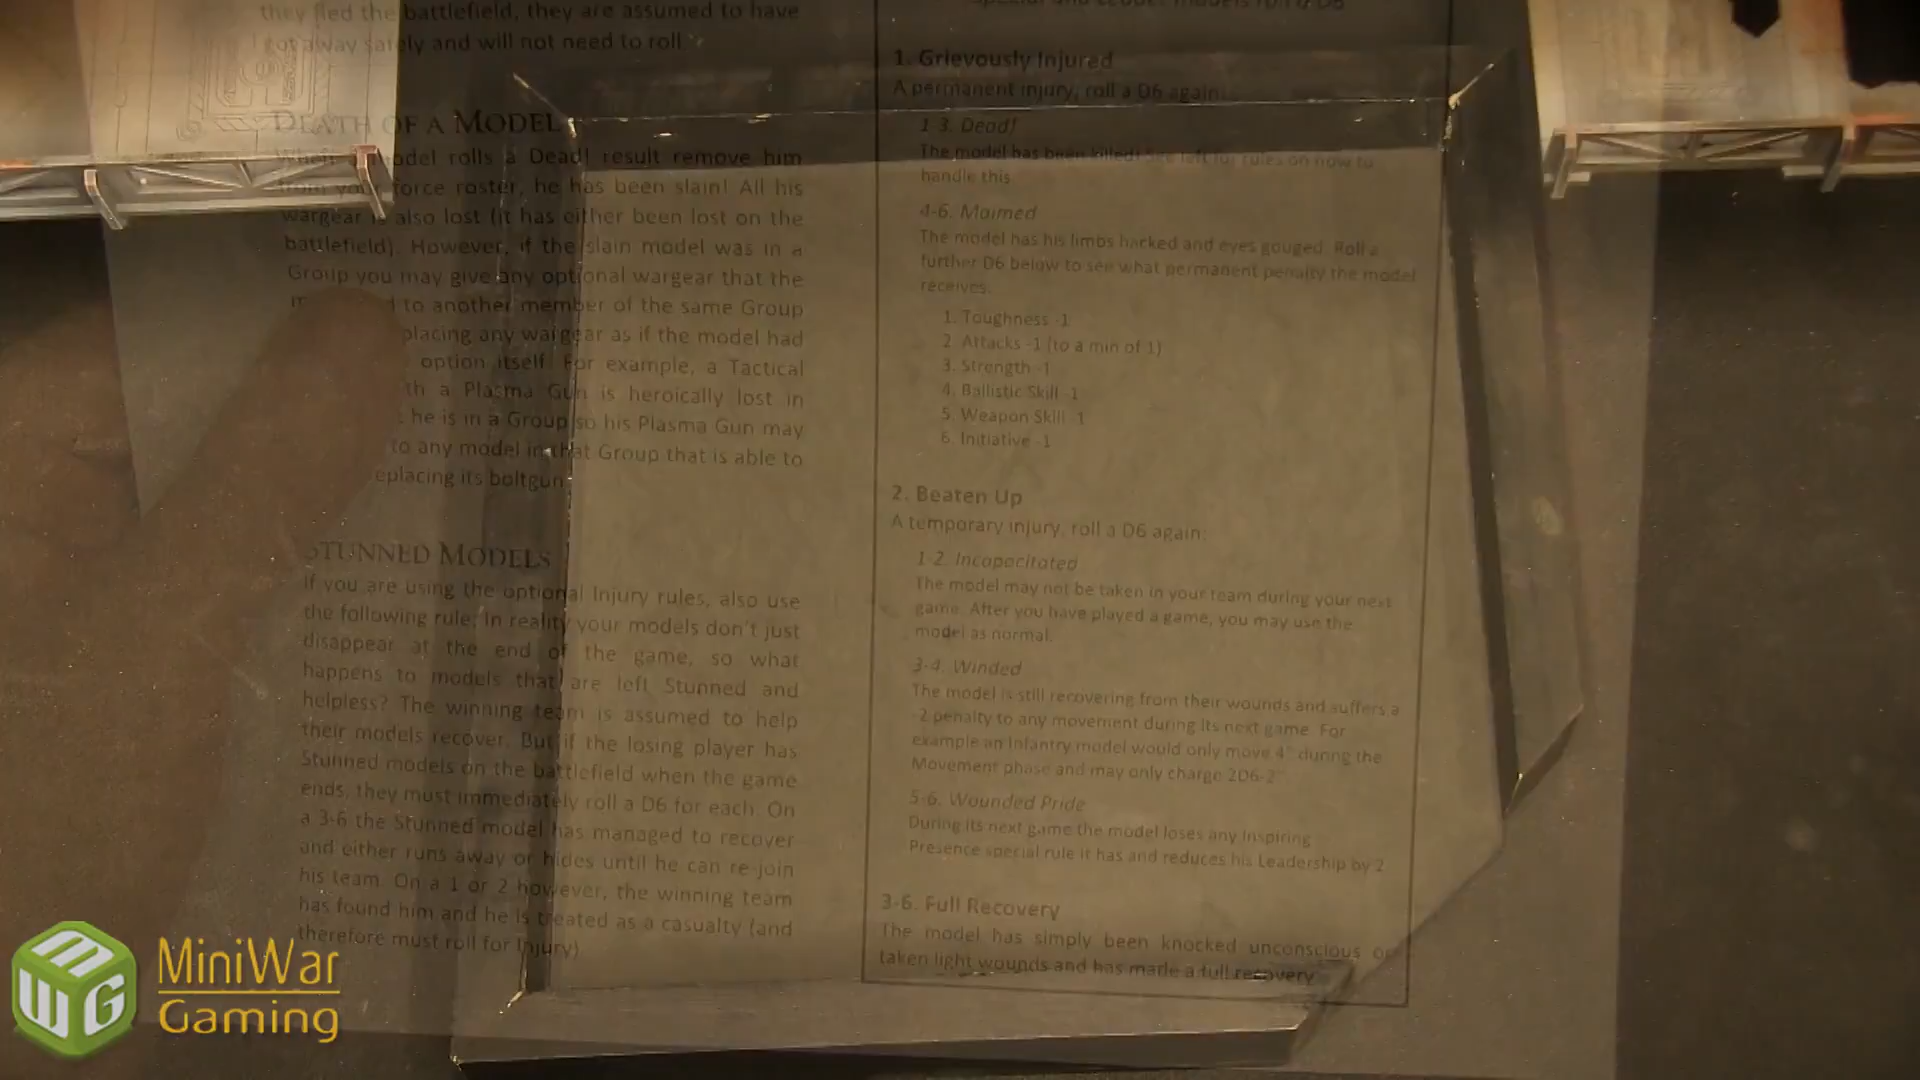 they fled the battlefield, they are assumed to have
got away safely and will not need to roll
DEATH OF A MODEL
When a model rolls a Dead! result remove him
from your force roster, he has been slain! All his
wargear is also lost (it has either been lost on the
battlefield). However, if the slain model was in a
Group you may give any optional wargear that the
to another member of the same Group
placing any wargear as if the model had
option itself. For example, a Tactical
a Plasma Gun is heroically lost in
he is in a Group so his Plasma Gun may
to any model in that Group that is able to
replacing its boltgun
STUNNED MODELS
If you are using the optional Injury rules, also use
the following rule: In reality your models don't just
disappear at the end of the game, so what
happens to models that are left Stunned and
helpless? The winning team is assumed to help
their models recover. But if the losing player has
Stunned models on the battlefield when the game
ends, they must immediately roll a D6 for each. On
a 3-6 the Stunned model has managed to recover
and either runs away or hides until he can re-join
his team. On a 1 or 2 however, the winning team
has found him and he is treated as a casualty (and
therefore must roll for Injury)
1. Grievously Injured
A permanent injury, roll a D6 again:
1-3. Dead!
The model has been killed! See left for rules on how to
handle this
4-6. Maimed
The model has his limbs hacked and eyes gouged. Roll a
further D6 below to see what permanent penalty the model
receives.
1. Toughness -1
2. Attacks -1 (to a min of 1)
3. Strength -1
4. Ballistic Skill -1
5. Weapon Skill -1
6. Initiative -1
2. Beaten Up
A temporary injury, roll a D6 again:
1-2. Incapacitated
The model may not be taken in your team during your next
game. After you have played a game, you may use the
model as normal.
3-4. Winded
The model is still recovering from their wounds and suffers a
-2 penalty to any movement during its next game. For
example an Infantry model would only move 4" during the
Movement phase and may only charge 2D6-2"
5-6. Wounded Pride
During its next game the model loses any Inspiring
Presence special rule it has and reduces his Leadership by 2
3-6. Full Recovery
The model has simply been knocked unconscious or
taken light wounds and has made a full recovery
MWG
MiniWar
Gaming